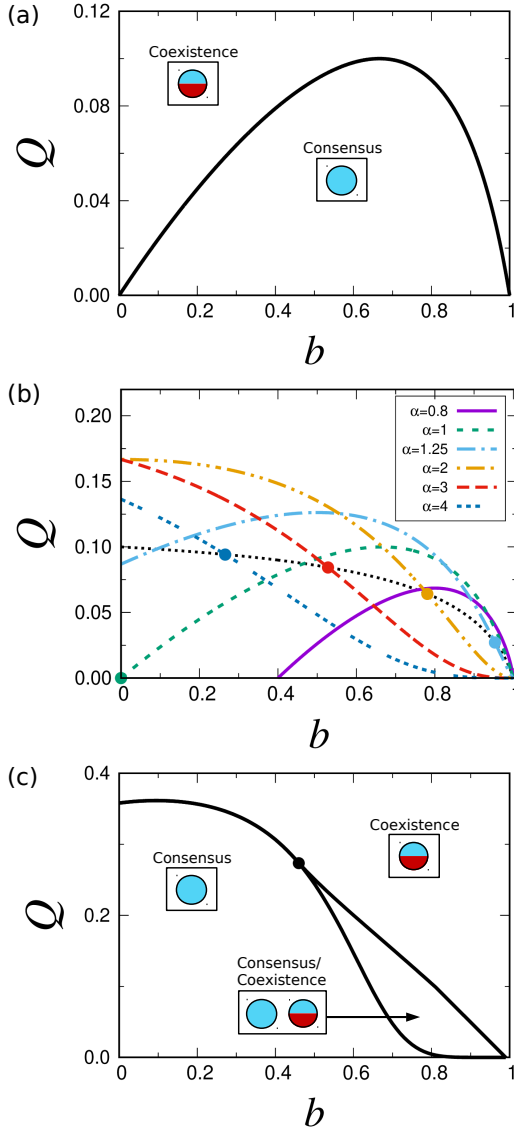 (a)
Coexistence
Consensus
Q
0.12
0.08
0.04
0.00
0 0.2 0.4 0.6 0.8 1
b
(b)
α=0.8
α=1
α=1.25
α=2
α=3
α=4
Q
0.20
0.15
0.10
0.05
0.00
0 0.2 0.4 0.6 0.8 1
b
(c)
Coexistence
Consensus
Consensus/
Coexistence
Q
0.4
0.2
0.0
0 0.2 0.4 0.6 0.8 1
b